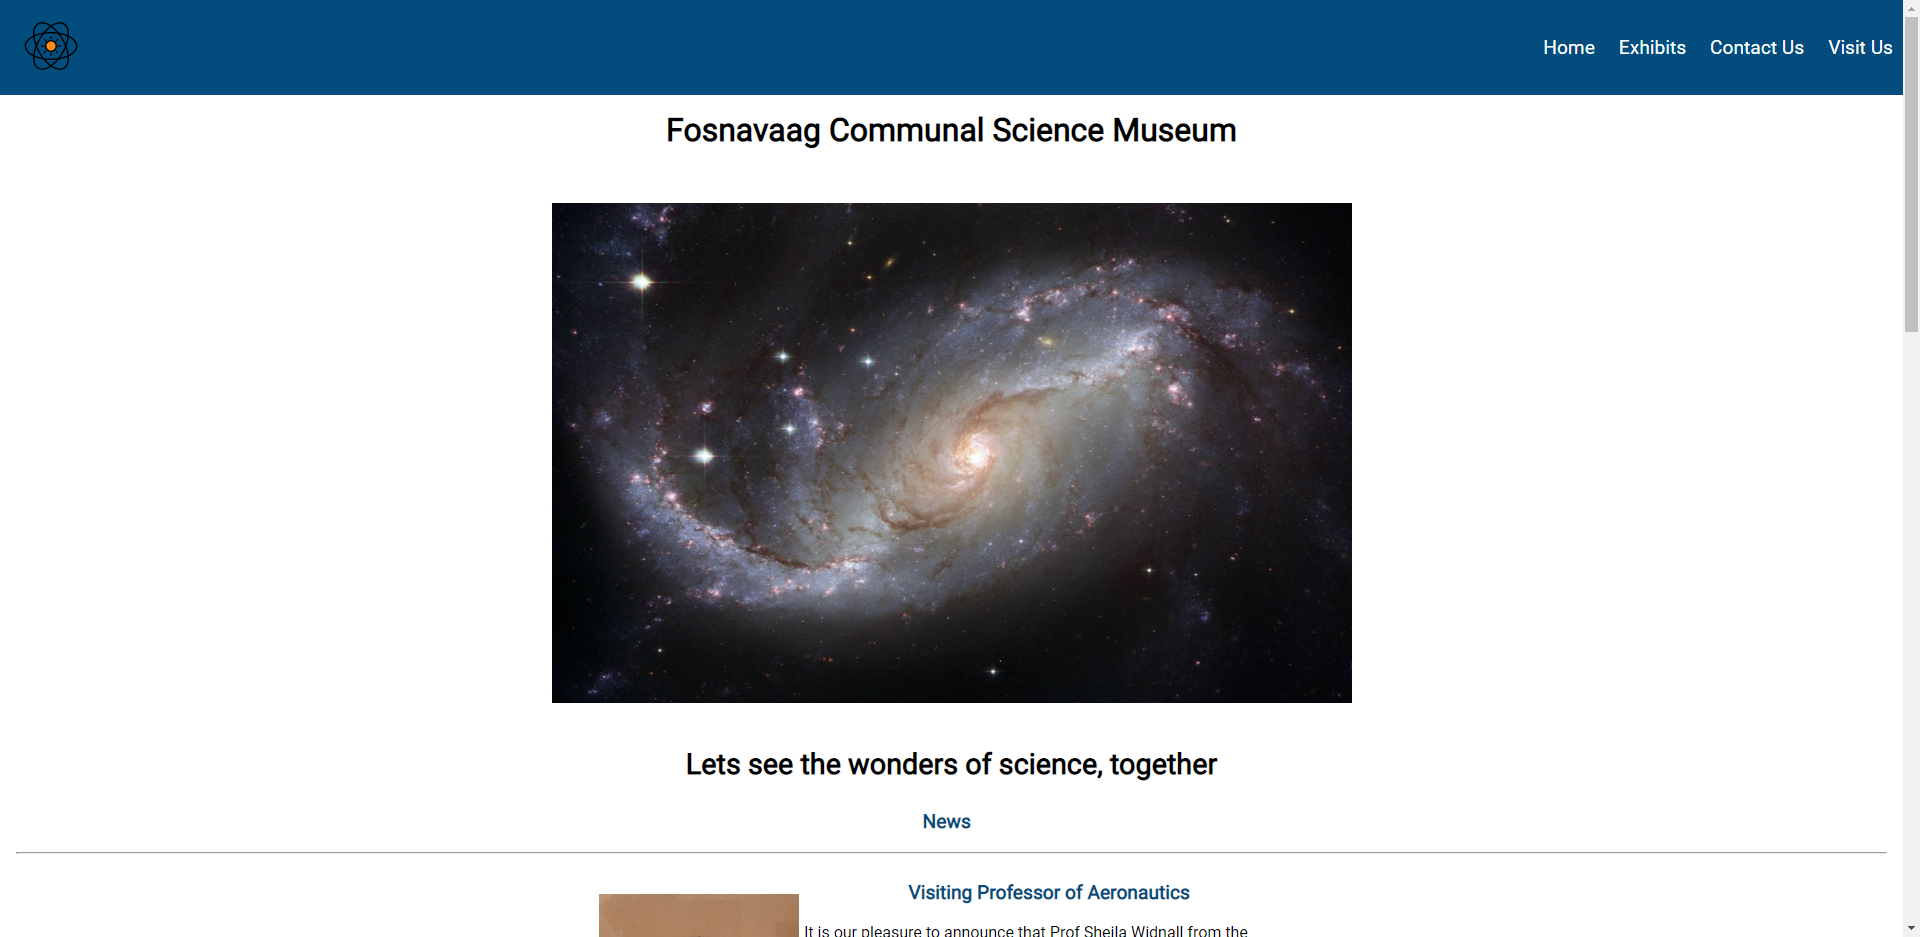 Home Exhibits Contact Us Visit Us
Fosnavaag Communal Science Museum
Lets see the wonders of science, together
News
Visiting Professor of Aeronautics
It is our pleasure to announce that Prof Sheila Widnall from the